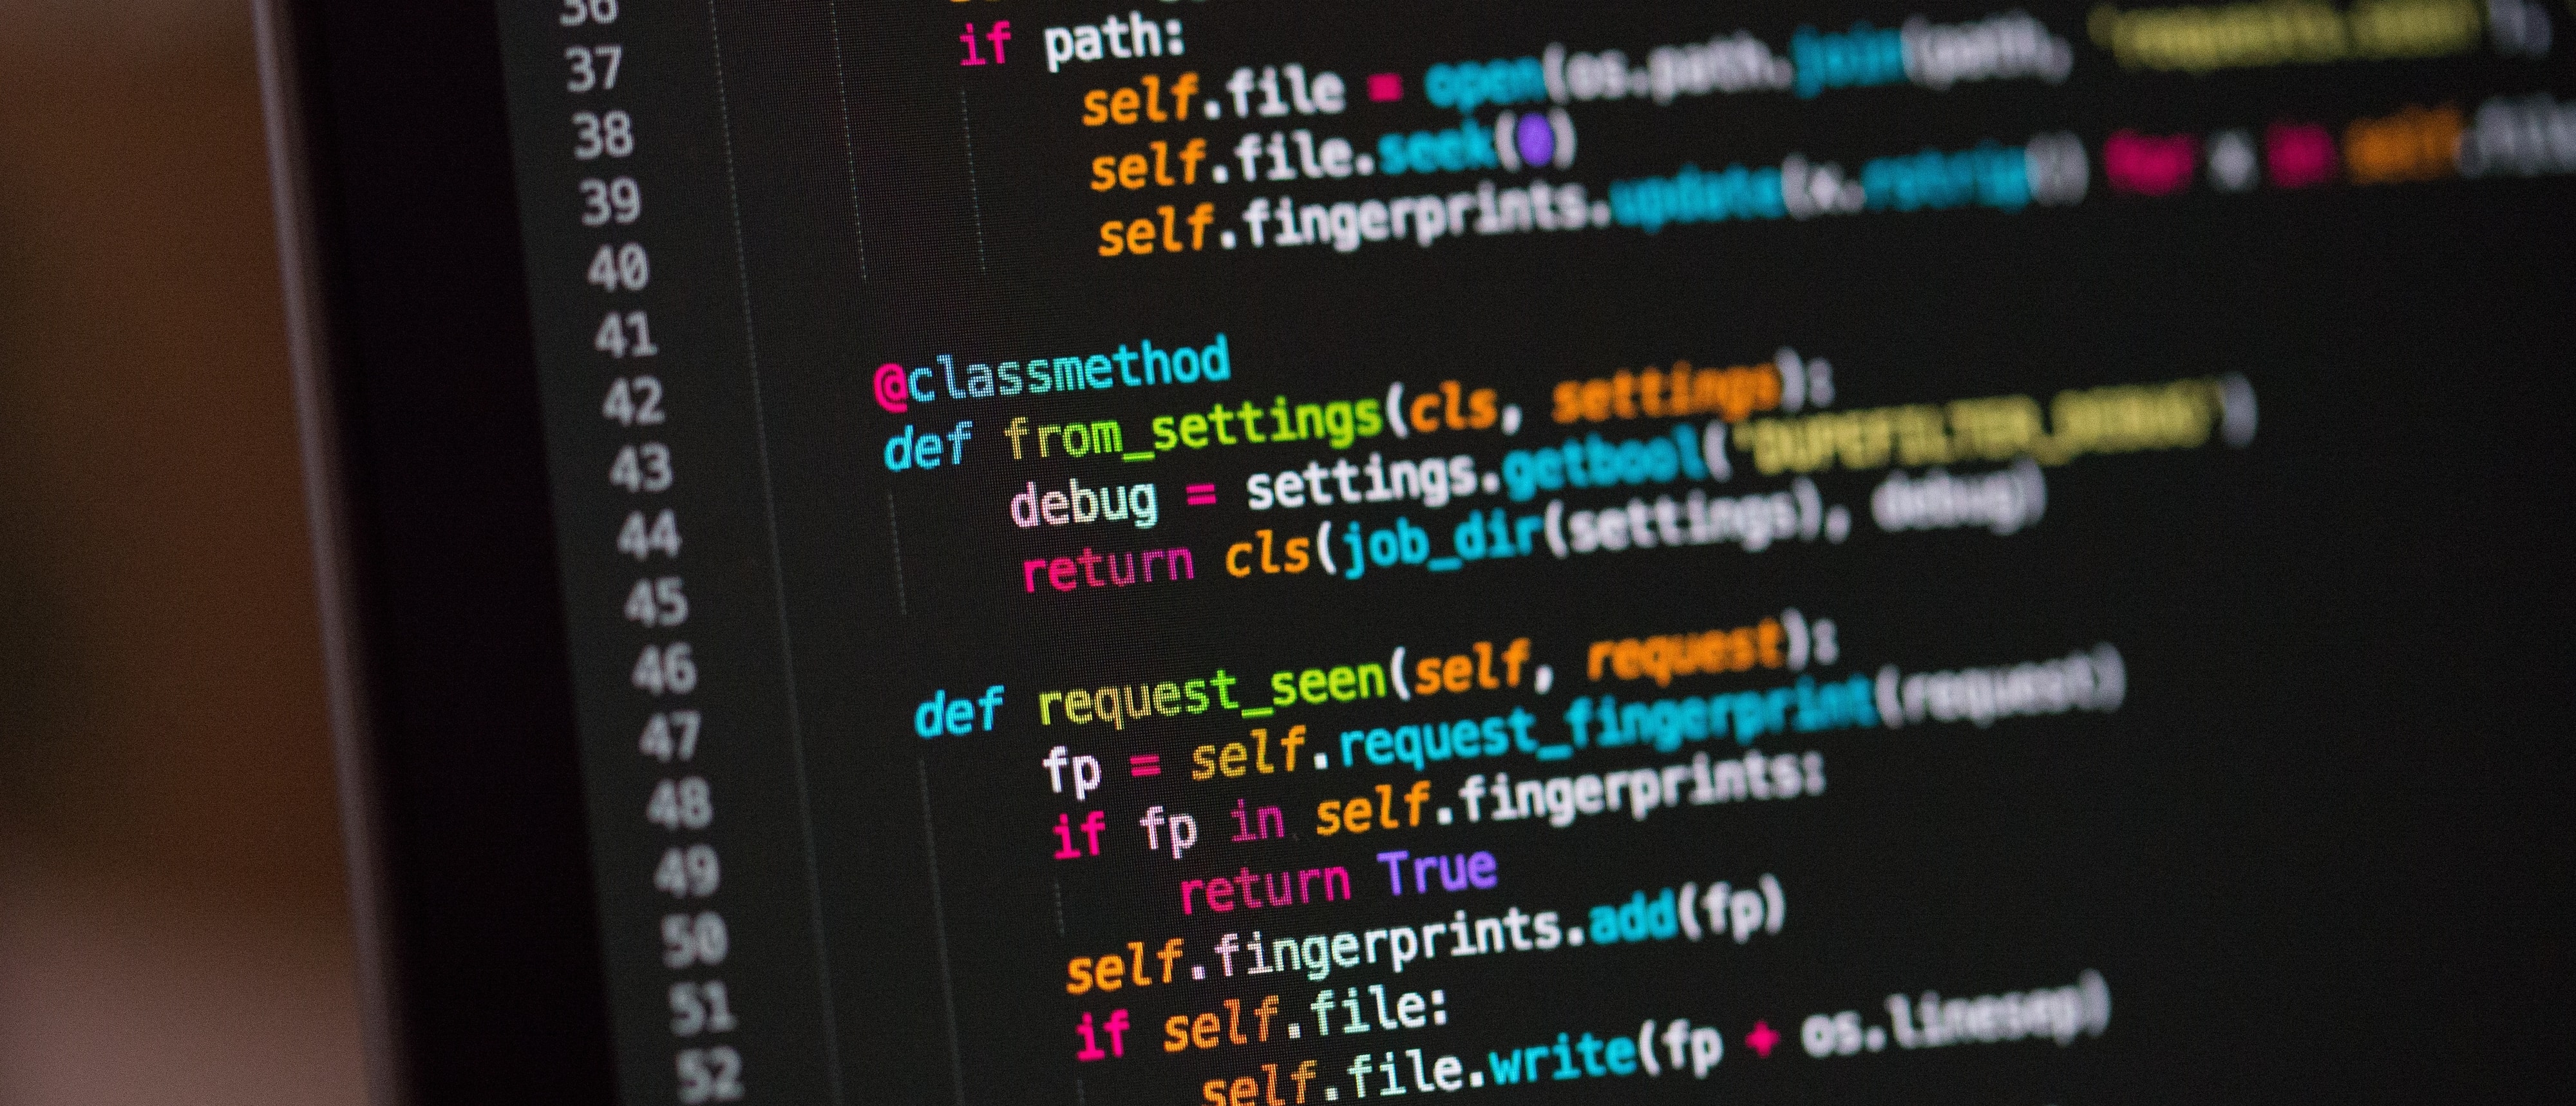 36
37 if path:
38 self.file = open(os.path.join(path,
39 self.file.seek(0)
40 self.fingerprints.update(x.rstrip() for x in self.file
41
42 @classmethod
43 def from_settings(cls, settings):
44 debug = settings.getbool('DUPEFILTER_DEBUG')
45 return cls(job_dir(settings), debug)
46
47 def request_seen(self, request):
48 fp = self.request_fingerprint(request)
49 if fp in self.fingerprints:
50 return True
51 self.fingerprints.add(fp)
52 if self.file:
self.file.write(fp + os.linesep)